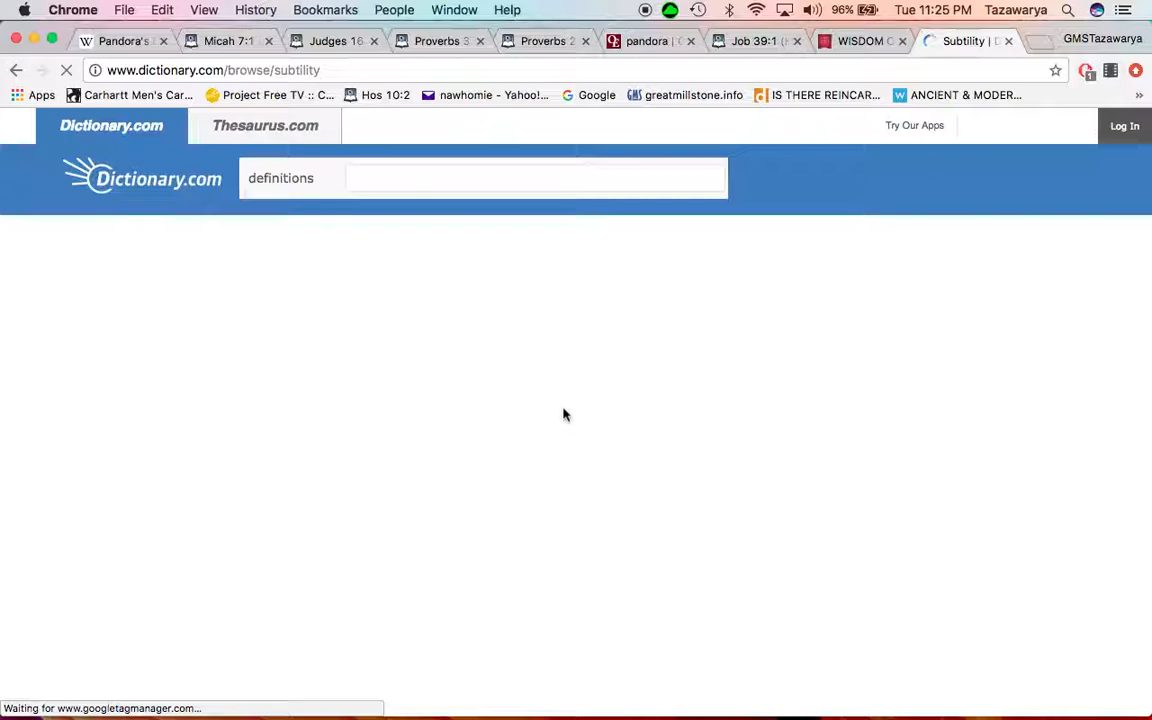 Chrome File Edit View History Bookmarks People Window Help 96% Tue 11:25 PM Tazawarya
Pandora's Micah 7:1 Judges 16 Proverbs 3 Proverbs 2 pandora | Job 39:1 ( WISDOM Subtility | D GMSTazawarya
www.dictionary.com/browse/subtility
Apps Carhartt Men's Car... Project Free TV :: C... Hos 10:2 nawhomie - Yahoo!... Google GMS greatmillstone.info IS THERE REINCAR... ANCIENT & MODER... »
Dictionary.com Thesaurus.com Try Our Apps Log In
Dictionary.com definitions
Waiting for www.googletagmanager.com...